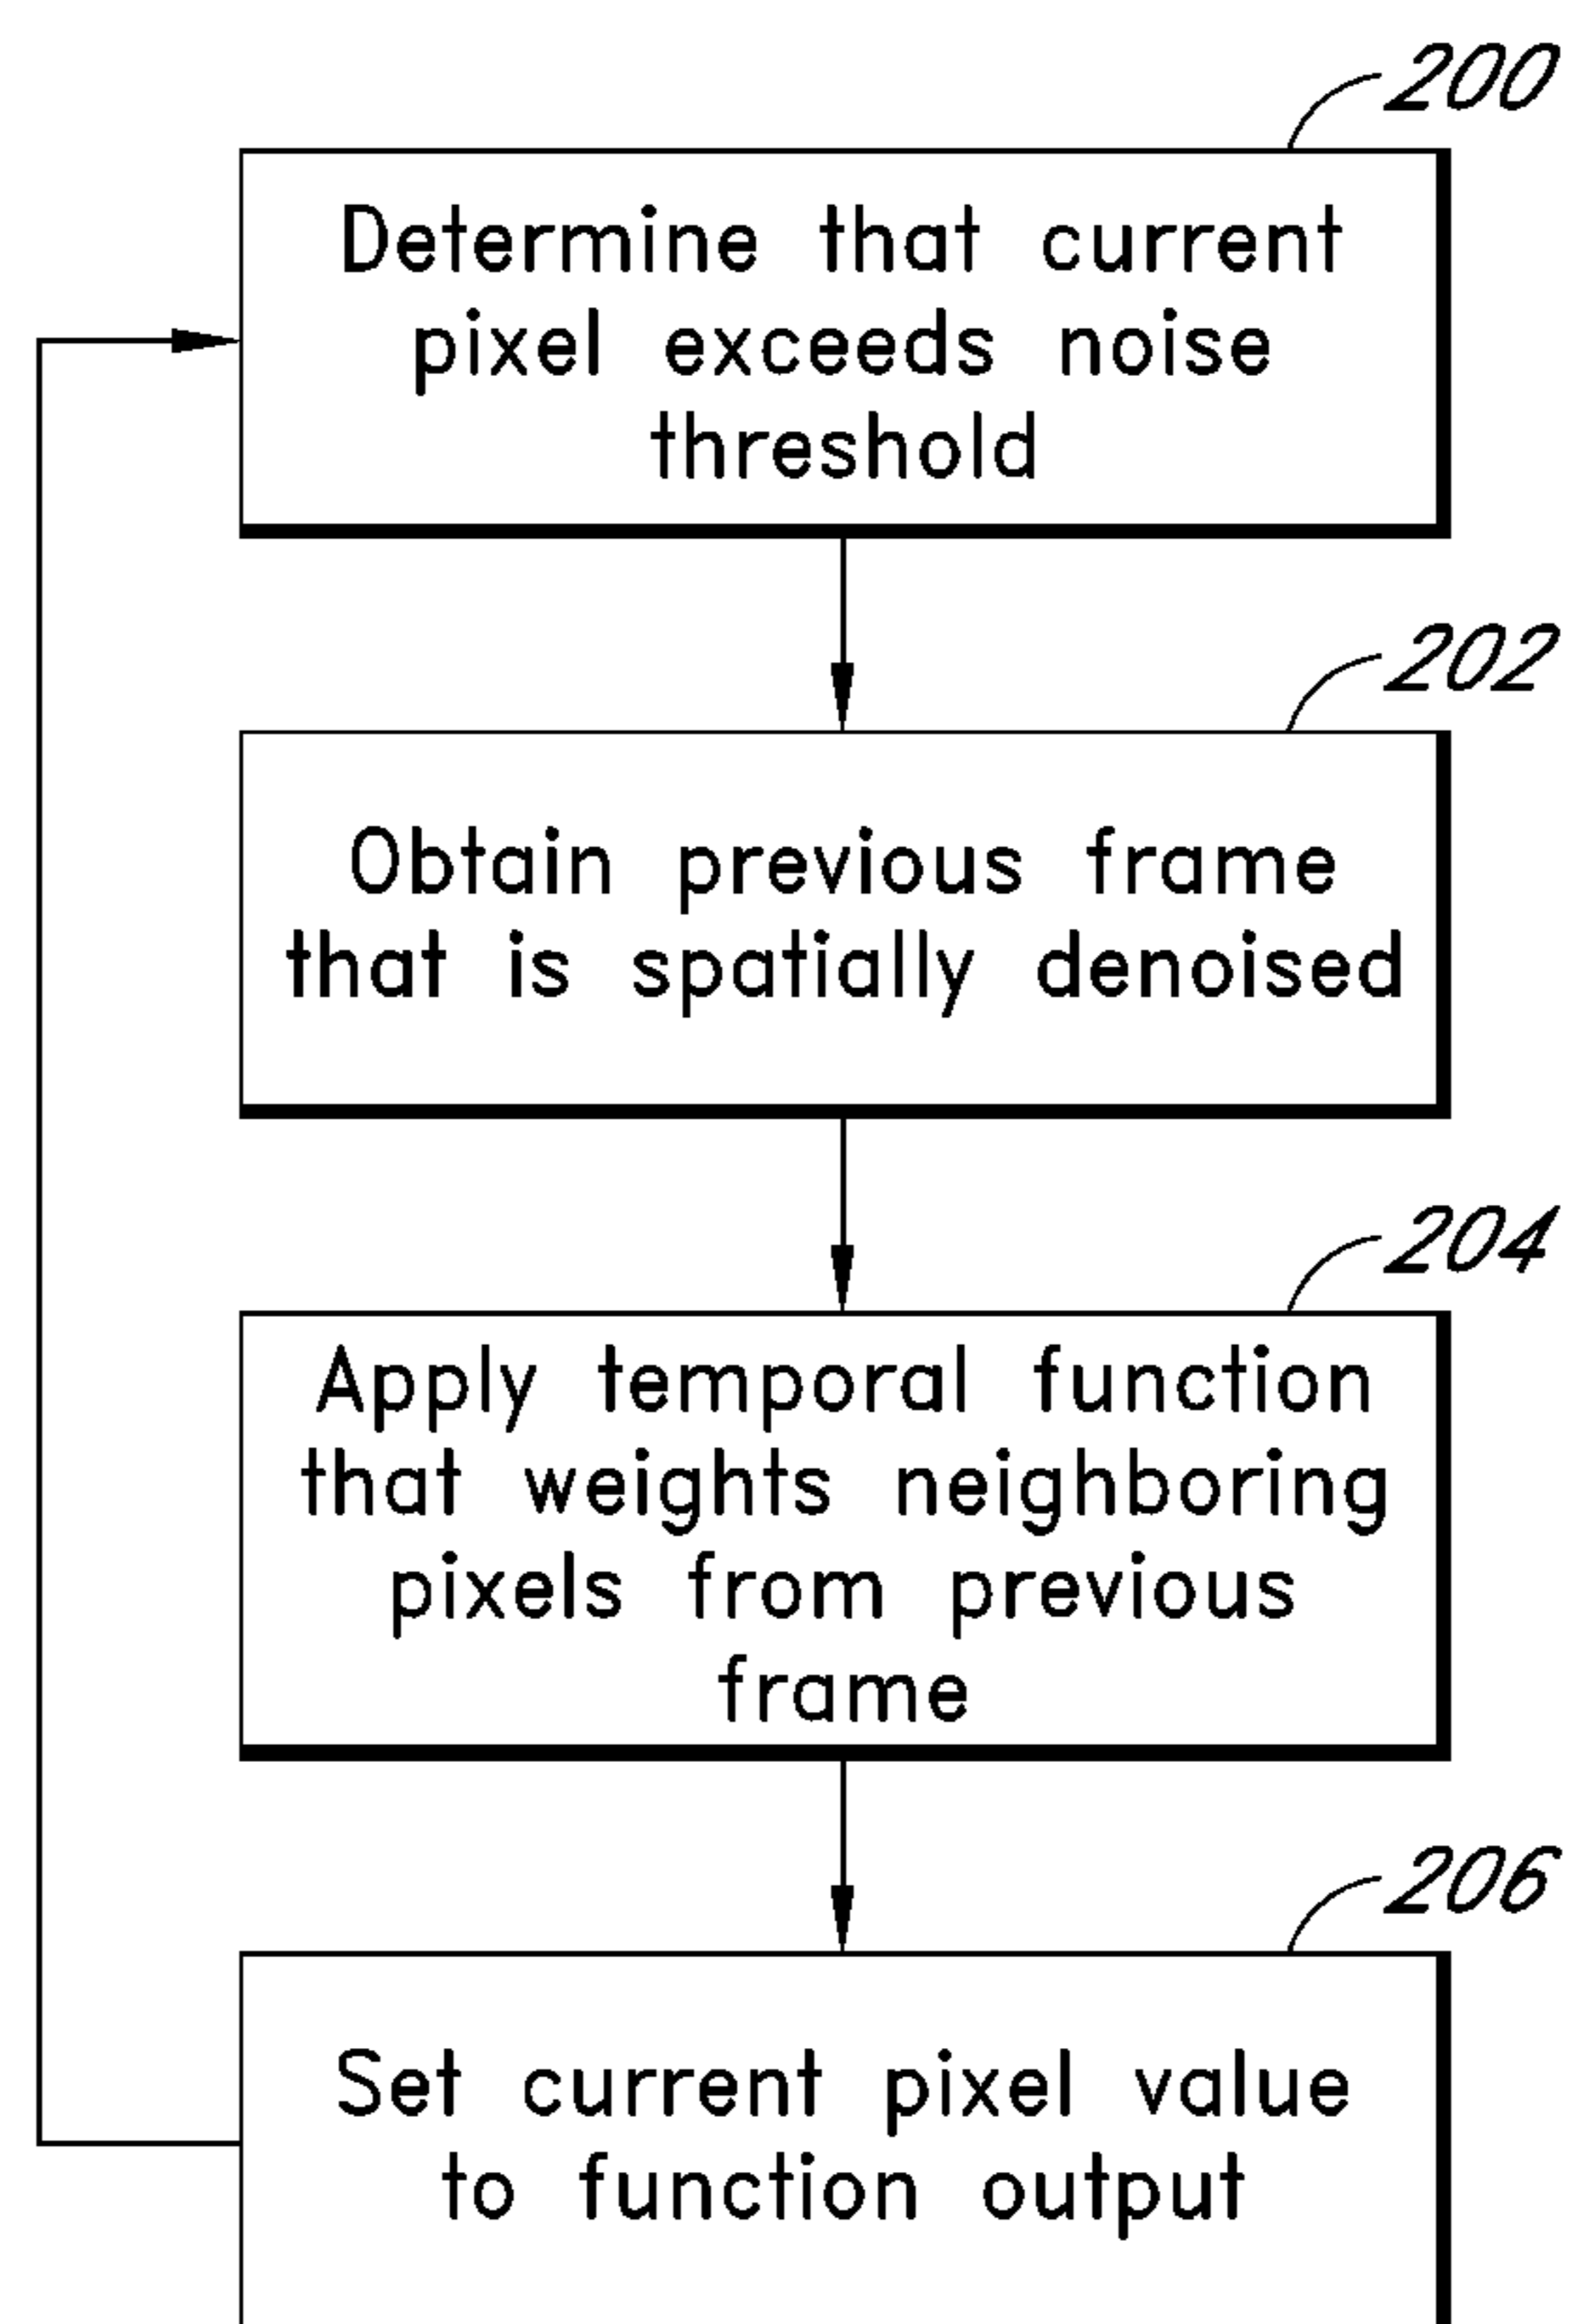 200
Determine that current
pixel exceeds noise
threshold
202
Obtain previous frame
that is spatially denoised
204
Apply temporal function
that weights neighboring
pixels from previous
frame
206
Set current pixel value
to function output